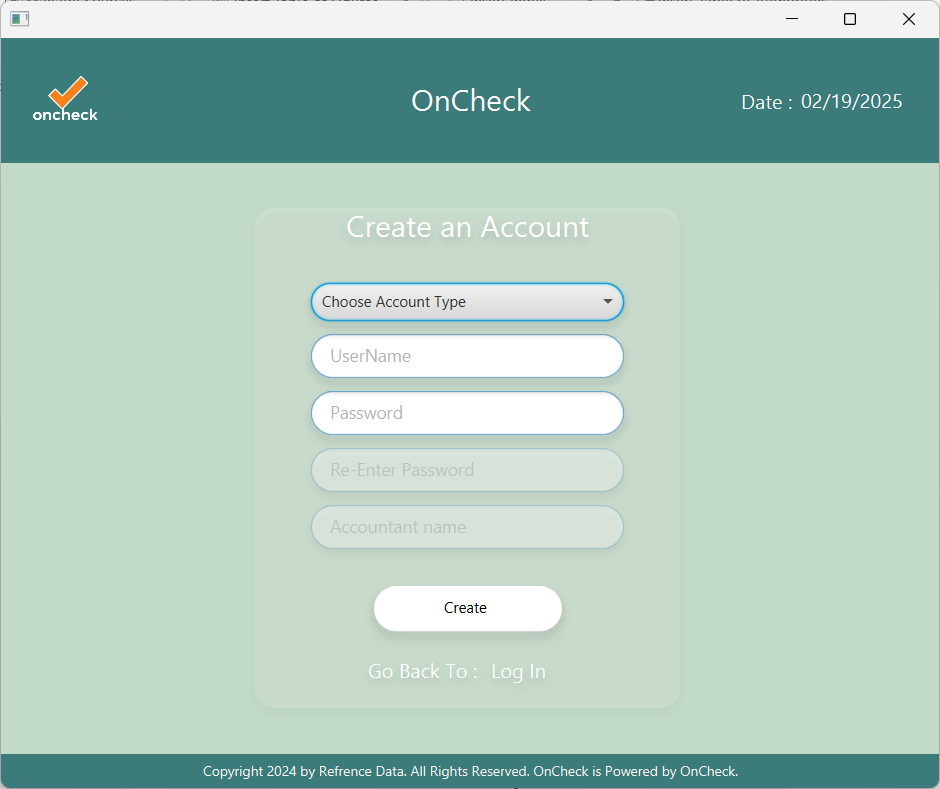 oncheck
OnCheck
Date : 02/19/2025
Create an Account
Choose Account Type
UserName
Password
Re-Enter Password
Accountant name
Create
Go Back To : Log In
Copyright 2024 by Refrence Data. All Rights Reserved. OnCheck is Powered by OnCheck.